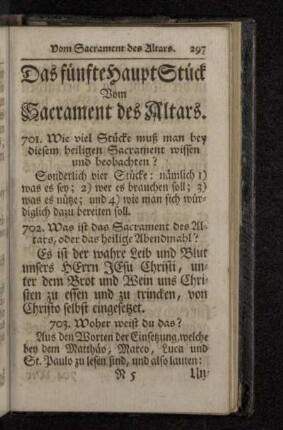 Vom Sacrament des Altars. 297
Das fünfte Haupt Stück
Vom
Sacrament des Altars.
701. Wie viel Stücke muß man bey
diesem heiligen Sacrament wissen
und beobachten?
Sonderlich vier Stücke: nämlich 1)
was es sey; 2) wer es brauchen soll; 3)
was es nütze; und 4) wie man sich wür-
diglich dazu bereiten soll.
702. Was ist das Sacrament des Al-
tars, oder das heilige Abendmahl?
Es ist der wahre Leib und Blut
unsers HErrn JEsu Christi, un-
ter dem Brot und Wein uns Chri-
sten zu essen und zu trincken, von
Christo selbst eingesetzet.
703. Woher weist du das?
Aus den Worten der Einsetzung, welche
bey dem Matthäs, Marco, Luca und
St. Paulo zu lesen sind, und also lauten:
N 5 Un-